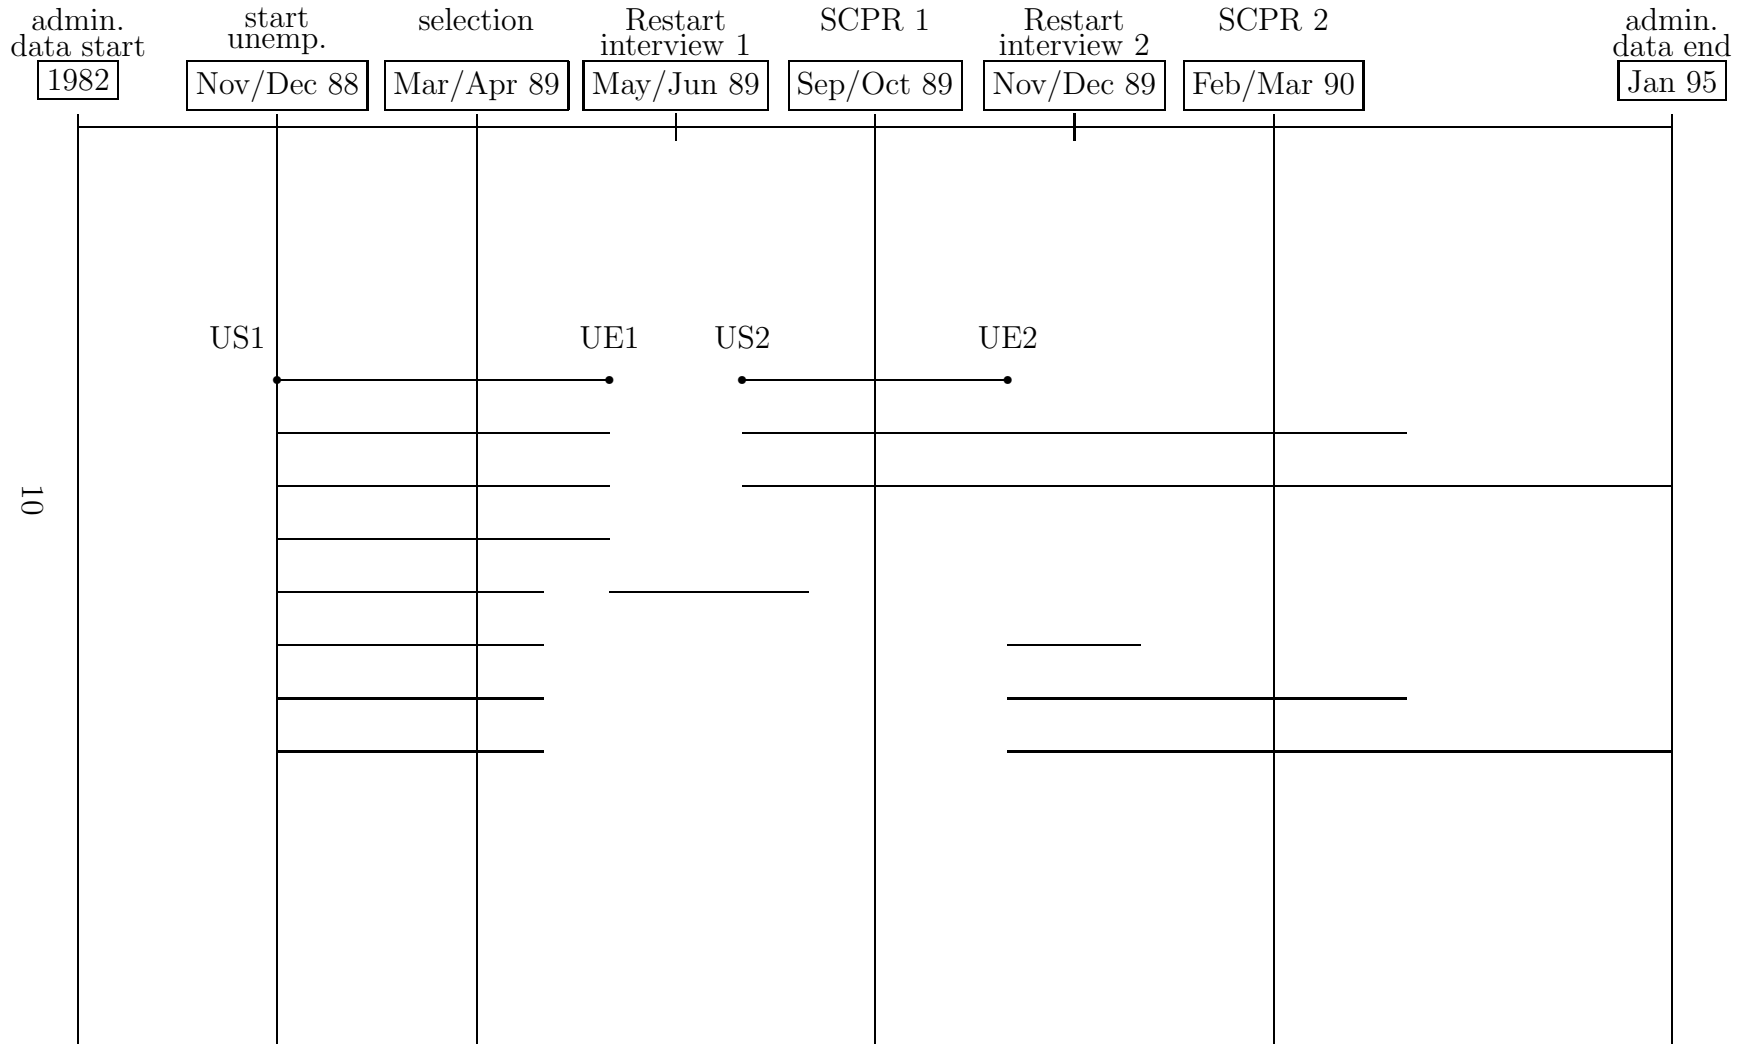 admin.
data start
1982
start
unemp.
Nov/Dec 88
selection
Mar/Apr 89
Restart
interview 1
May/Jun 89
SCPR 1
Sep/Oct 89
Restart
interview 2
Nov/Dec 89
SCPR 2
Feb/Mar 90
admin.
data end
Jan 95
US1
UE1
US2
UE2
10